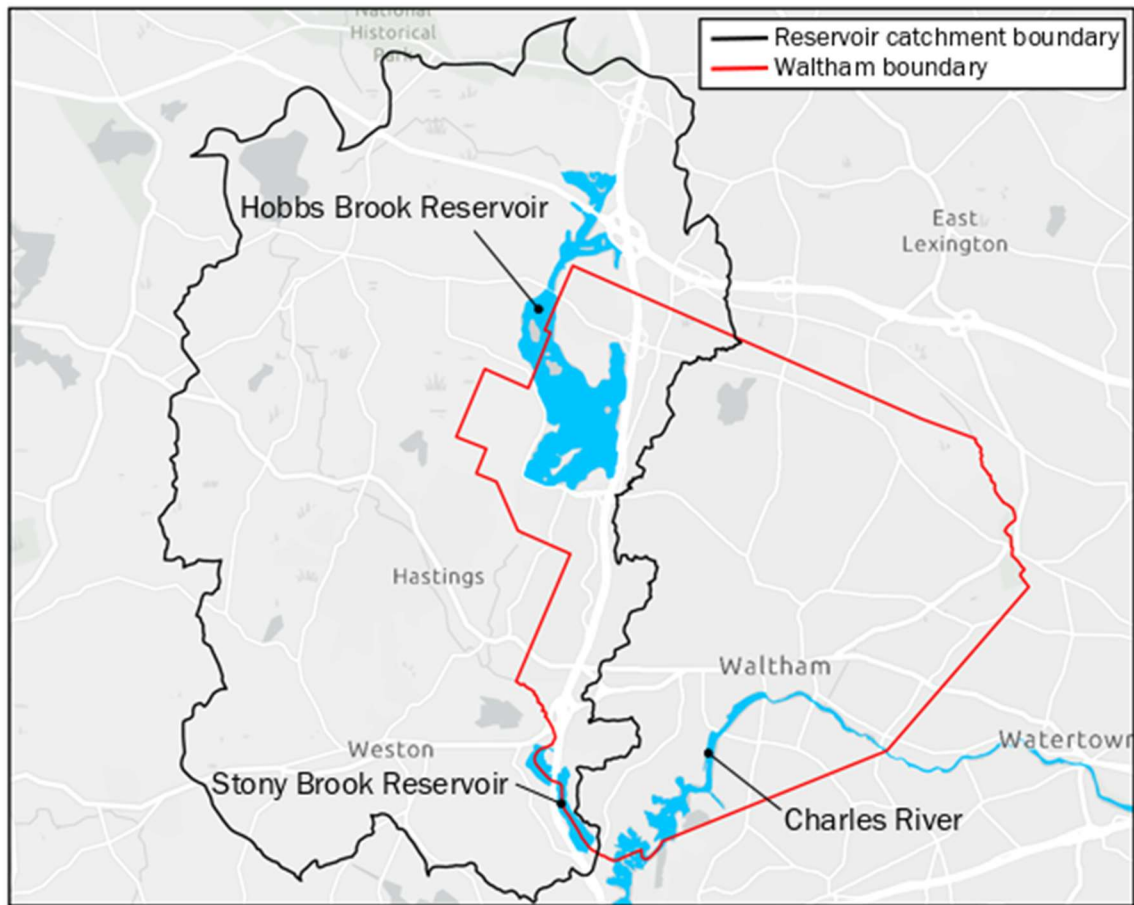 National
Historical
Park
Reservoir catchment boundary
Waltham boundary
Hobbs Brook Reservoir
East
Lexington
Hastings
Waltham
Weston
Watertown
Stony Brook Reservoir
Charles River